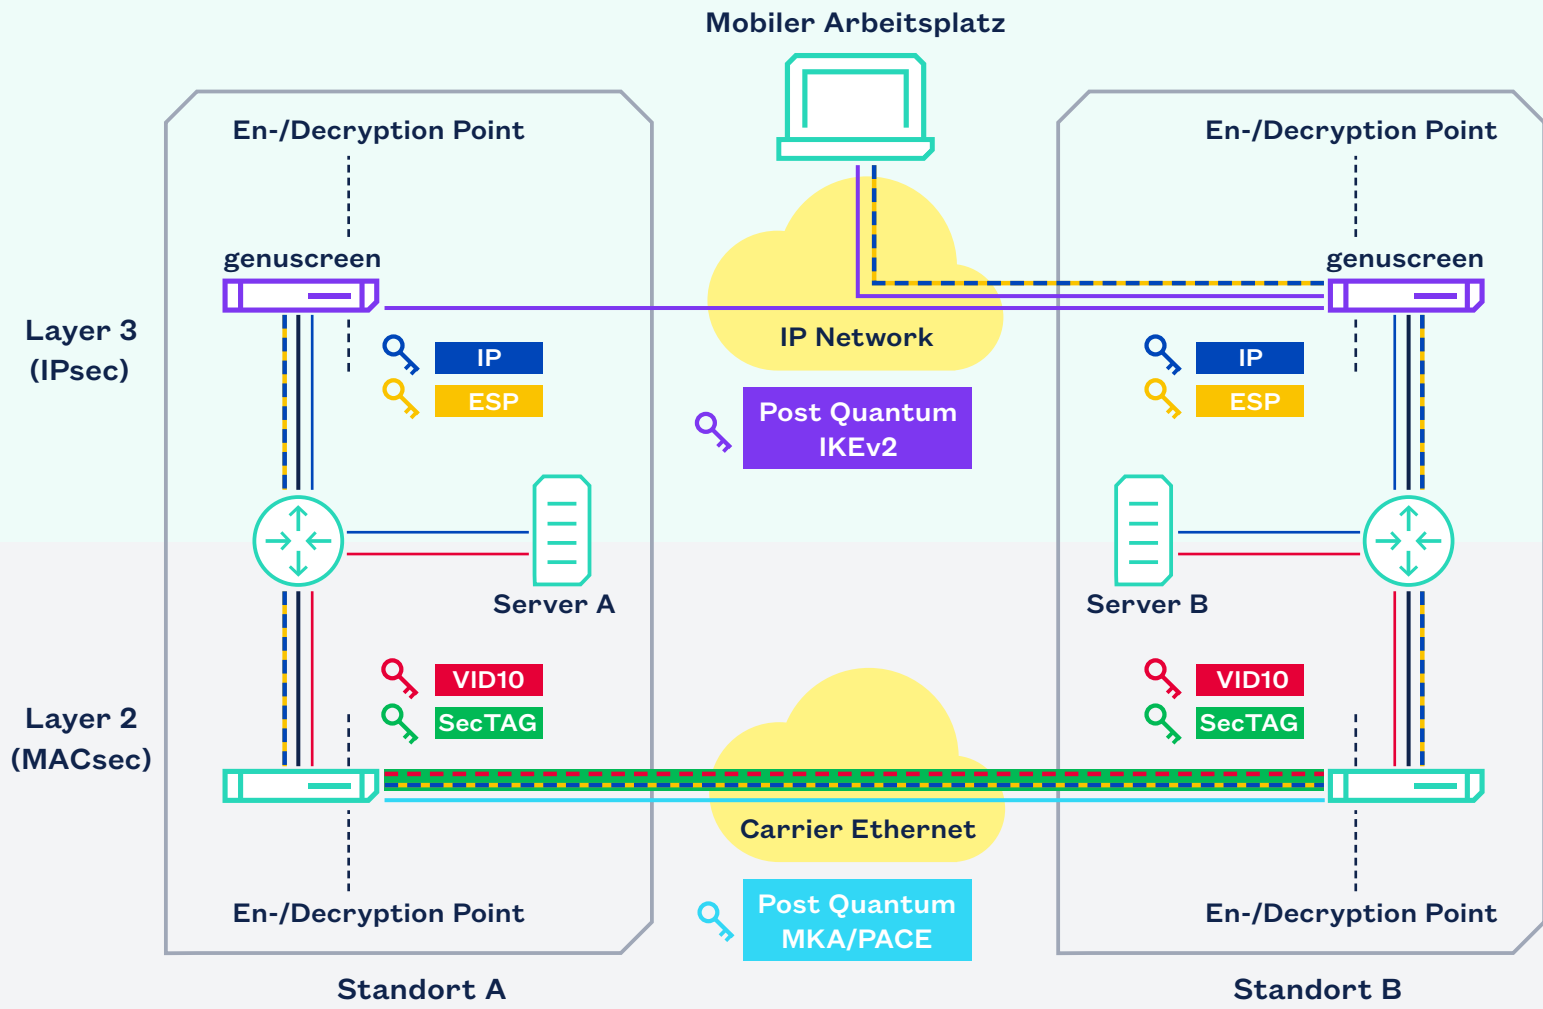 Mobiler Arbeitsplatz
En-/Decryption Point
En-/Decryption Point
genuscreen
genuscreen
Layer 3
(IPsec)
IP
ESP
IP Network
IP
ESP
Post Quantum
IKEv2
Server A
Server B
Layer 2
(MACsec)
VID10
SecTAG
VID10
SecTAG
Carrier Ethernet
Post Quantum
MKA/PACE
En-/Decryption Point
En-/Decryption Point
Standort A
Standort B